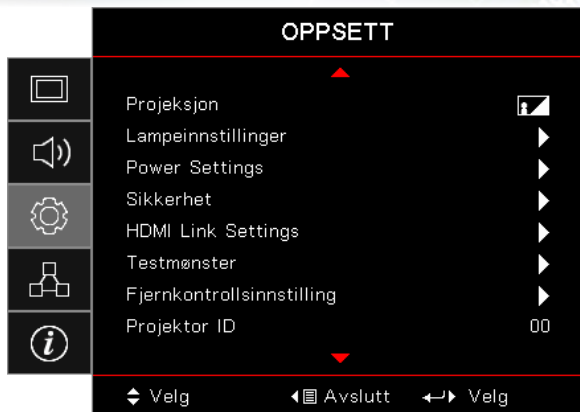 OPPSETT
Projeksjon
Lampeinnstillinger
Power Settings
Sikkerhet
HDMI Link Settings
Testmønster
Fjernkontrollsinnstilling
Projektor ID 00
Velg Avslutt Velg